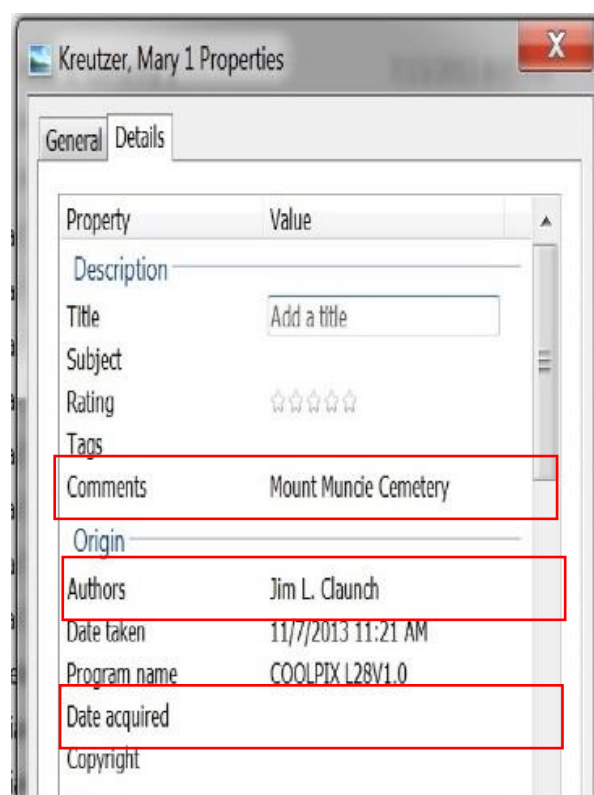 Kreutzer, Mary 1 Properties
X
General Details
Property Value
Description
Title Add a title
Subject
Rating
Tags
Comments Mount Muncie Cemetery
Origin
Authors Jim L. Claunch
Date taken 11/7/2013 11:21 AM
Program name COOLPIX L28V1.0
Date acquired
Copyright